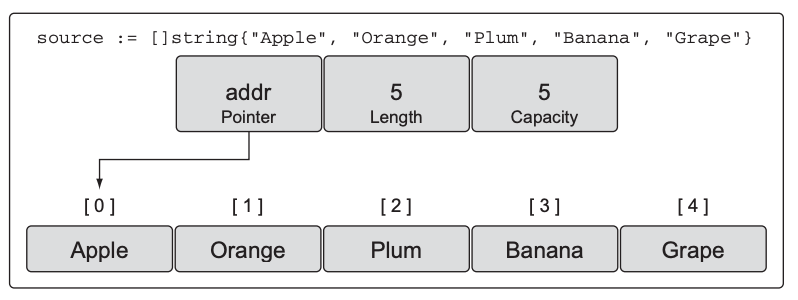 source := []string{"Apple", "Orange", "Plum", "Banana", "Grape"}
addr 5 5
Pointer Length Capacity
[0] [1] [2] [3] [4]
Apple Orange Plum Banana Grape